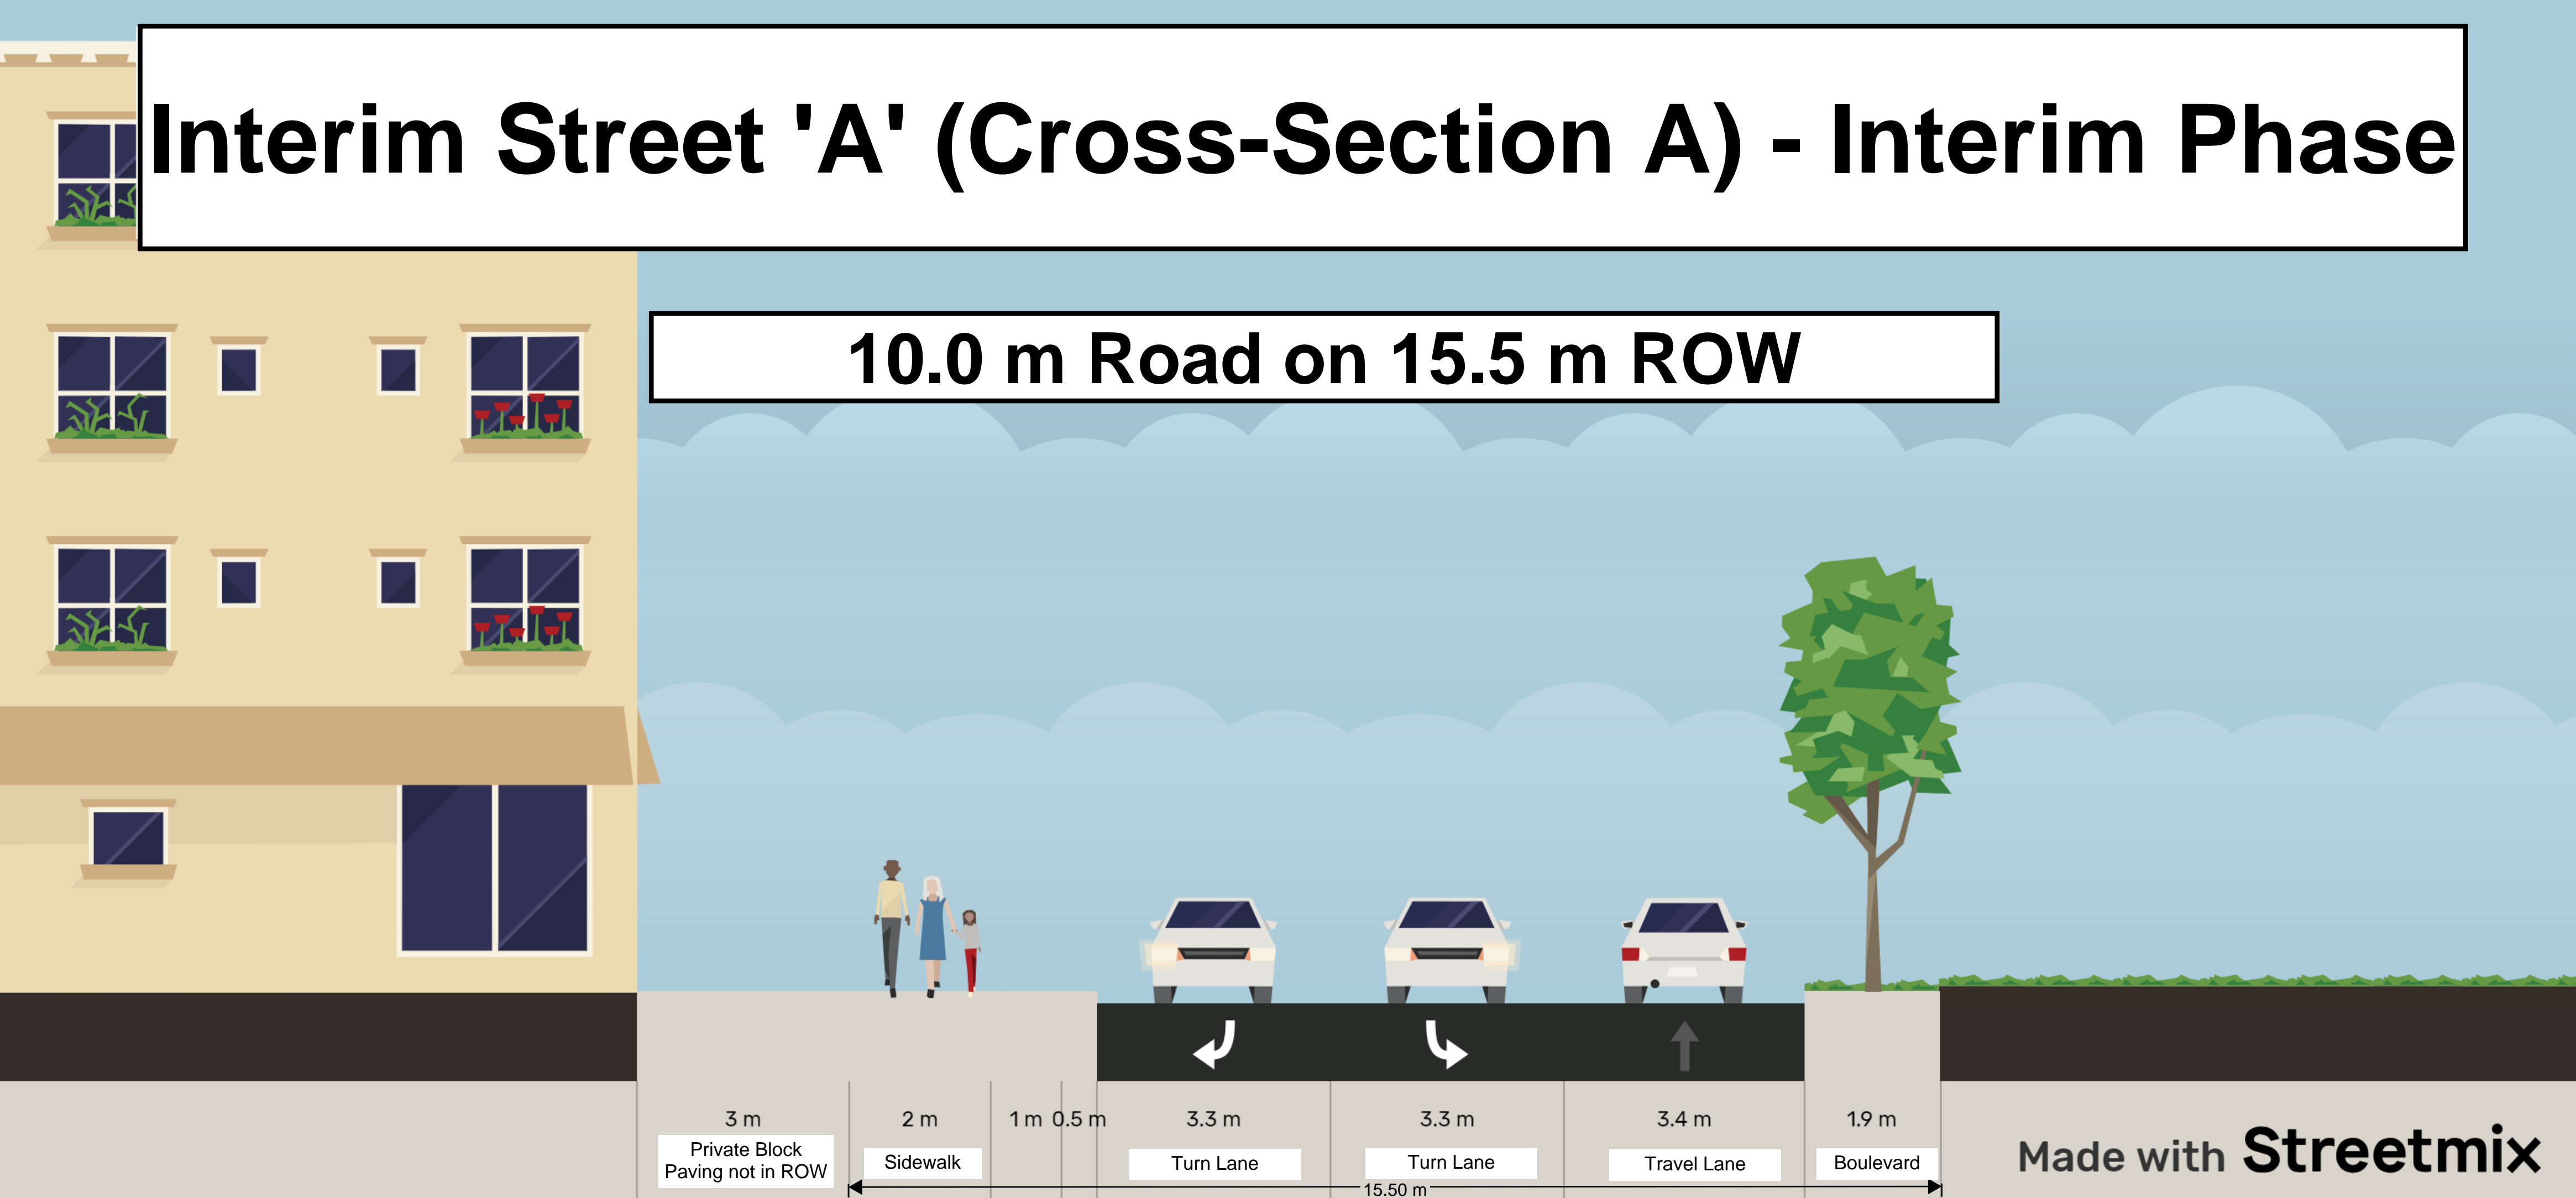 Interim Street 'A' (Cross-Section A) - Interim Phase
10.0 m Road on 15.5 m ROW
3 m
2 m
1 m
0.5 m
3.3 m
3.3 m
3.4 m
1.9 m
Private Block
Paving not in ROW
Sidewalk
Turn Lane
Turn Lane
Travel Lane
Boulevard
15.50 m
Made with Streetmix